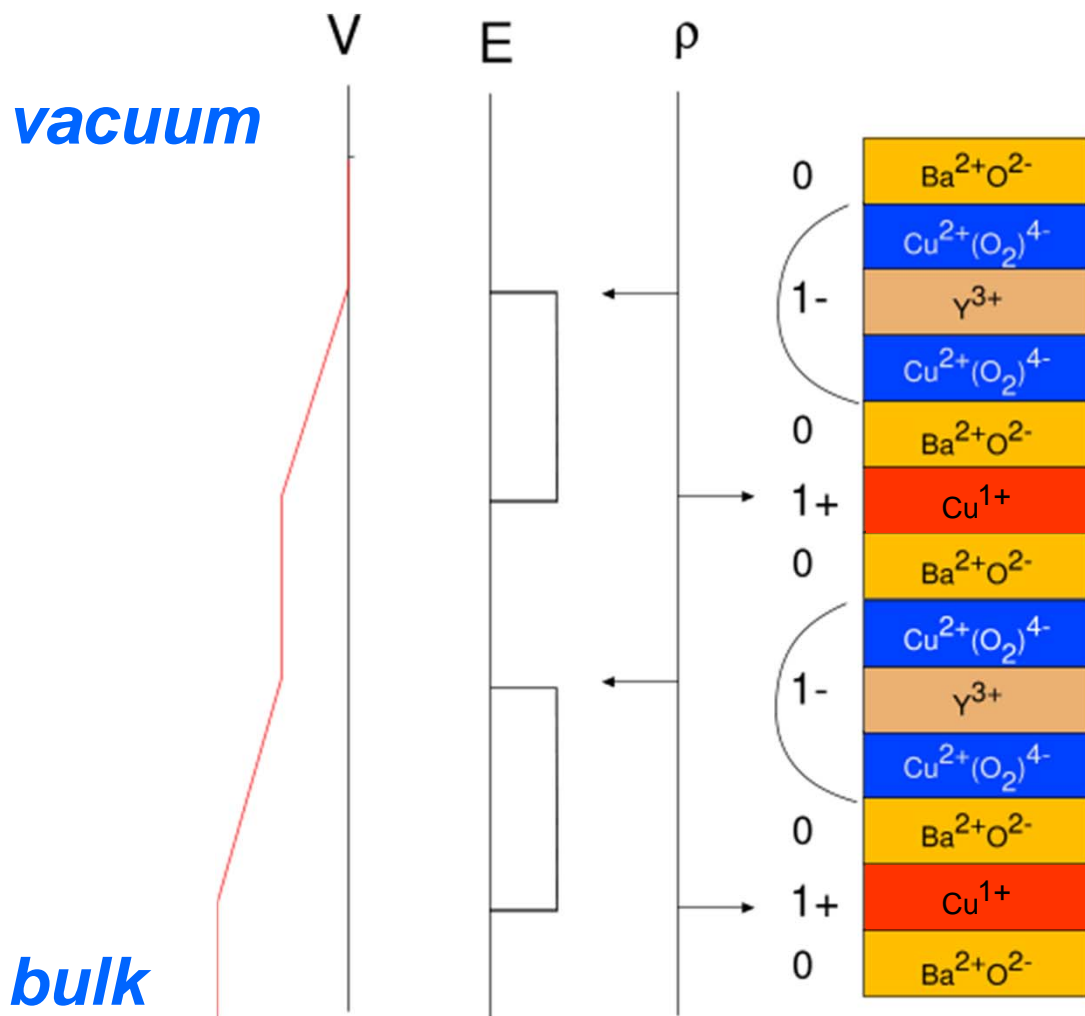 V E ρ
vacuum
0 Ba²⁺O²⁻
Cu²⁺(O₂)⁴⁻
1- Y³⁺
Cu²⁺(O₂)⁴⁻
0 Ba²⁺O²⁻
1+ Cu¹⁺
0 Ba²⁺O²⁻
Cu²⁺(O₂)⁴⁻
1- Y³⁺
Cu²⁺(O₂)⁴⁻
0 Ba²⁺O²⁻
1+ Cu¹⁺
0 Ba²⁺O²⁻
bulk